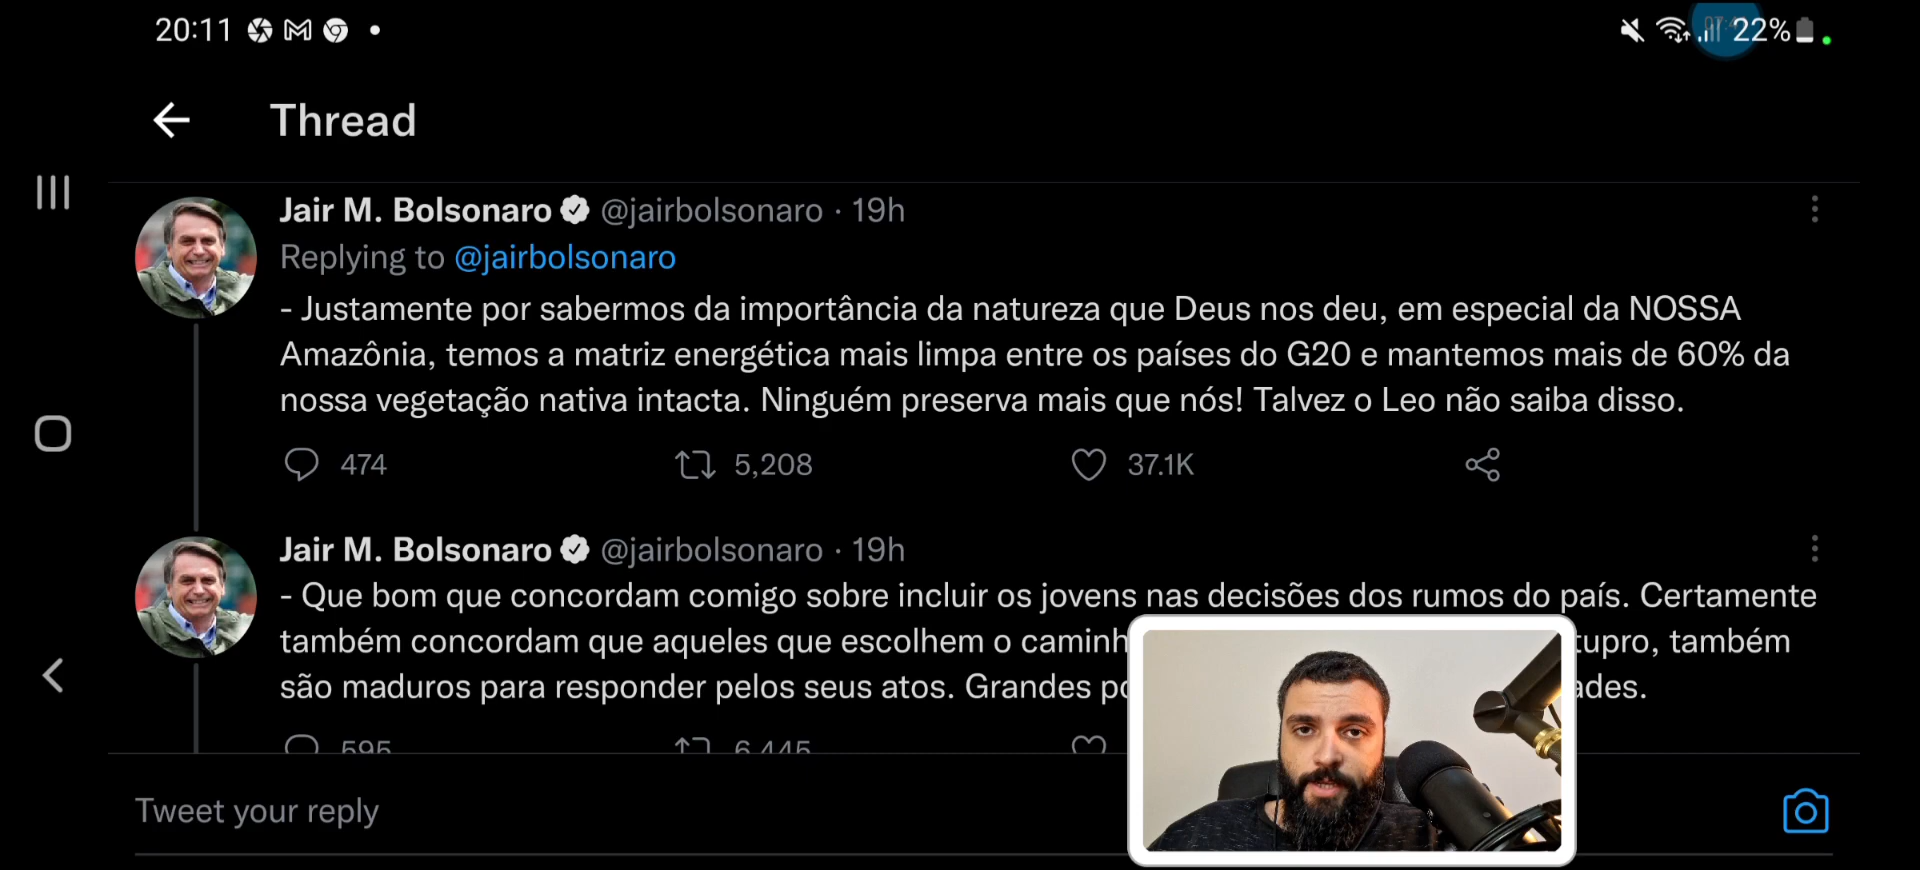 20:11
22%
Thread
Jair M. Bolsonaro @jairbolsonaro · 19h
Replying to @jairbolsonaro
- Justamente por sabermos da importância da natureza que Deus nos deu, em especial da NOSSA
Amazônia, temos a matriz energética mais limpa entre os países do G20 e mantemos mais de 60% da
nossa vegetação nativa intacta. Ninguém preserva mais que nós! Talvez o Leo não saiba disso.
474 5,208 37.1K
Jair M. Bolsonaro @jairbolsonaro · 19h
- Que bom que concordam comigo sobre incluir os jovens nas decisões dos rumos do país. Certamente
também concordam que aqueles que escolhem o caminh tupro, também
são maduros para responder pelos seus atos. Grandes po ades.
595 6,445
Tweet your reply